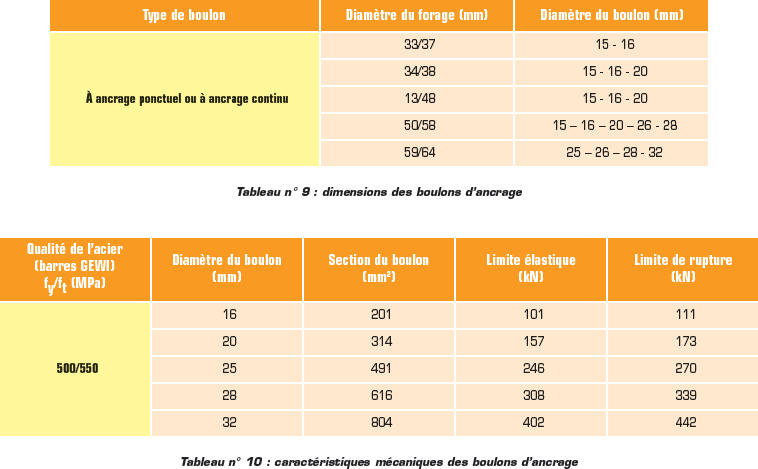 Type de boulon Diamètre du forage (mm) Diamètre du boulon (mm)
À ancrage ponctuel ou à ancrage continu
33/37 15 - 16
34/38 15 - 16 - 20
13/48 15 - 16 - 20
50/58 15 – 16 – 20 – 26 - 28
59/64 25 – 26 – 28 - 32
Tableau n° 9 : dimensions des boulons d'ancrage
Qualité de l'acier
(barres GEWI)
fy/ft (MPa)
Diamètre du boulon
(mm)
Section du boulon
(mm²)
Limite élastique
(kN)
Limite de rupture
(kN)
500/550
16 201 101 111
20 314 157 173
25 491 246 270
28 616 308 339
32 804 402 442
Tableau n° 10 : caractéristiques mécaniques des boulons d'ancrage